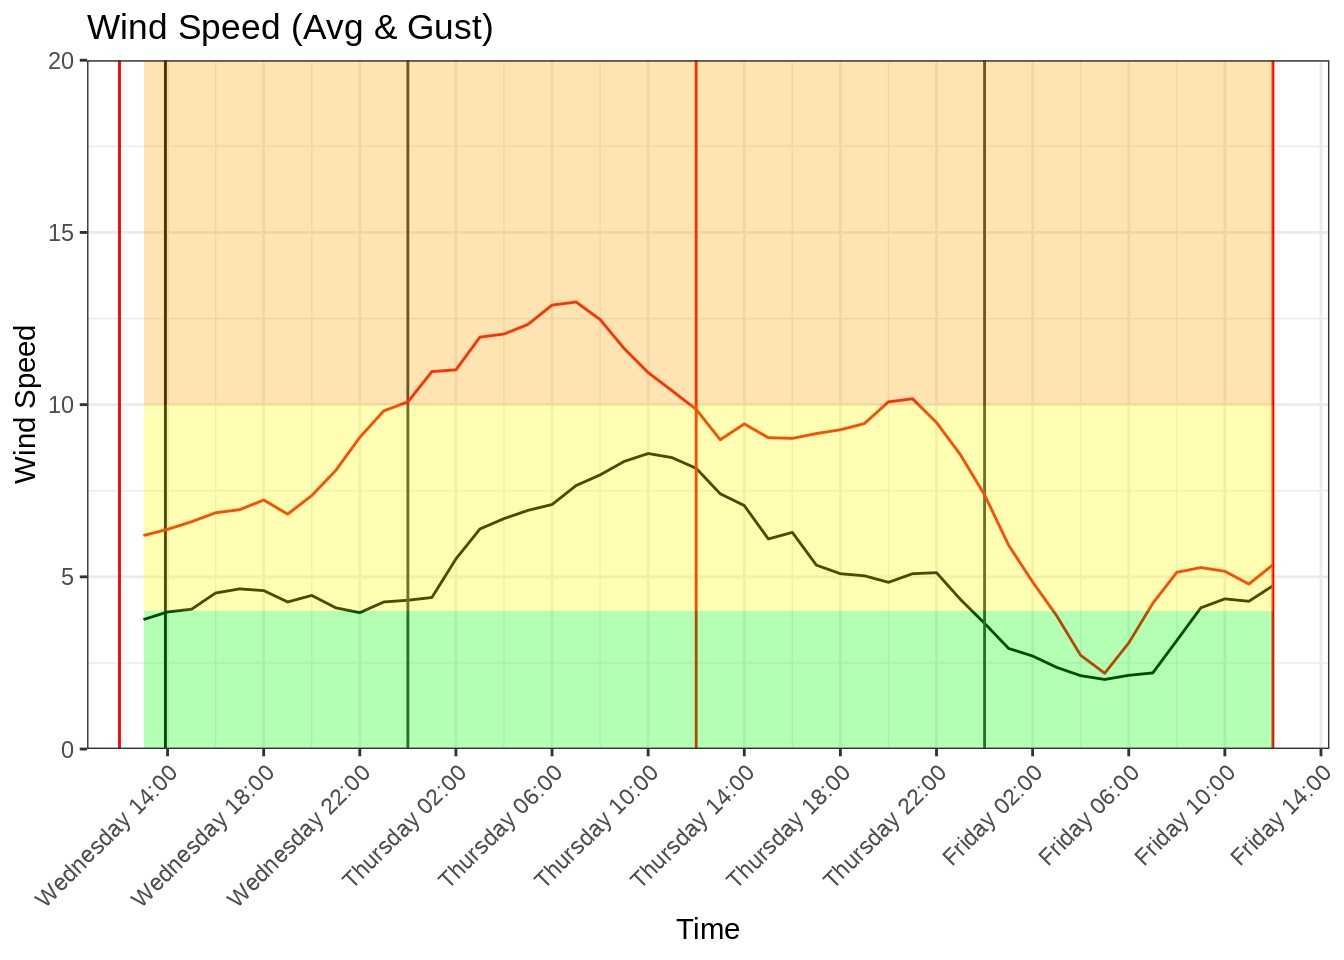 Wind Speed (Avg & Gust)
20
15
10
5
0
Wind Speed
Wednesday 14:00
Wednesday 18:00
Wednesday 22:00
Thursday 02:00
Thursday 06:00
Thursday 10:00
Thursday 14:00
Thursday 18:00
Thursday 22:00
Friday 02:00
Friday 06:00
Friday 10:00
Friday 14:00
Time